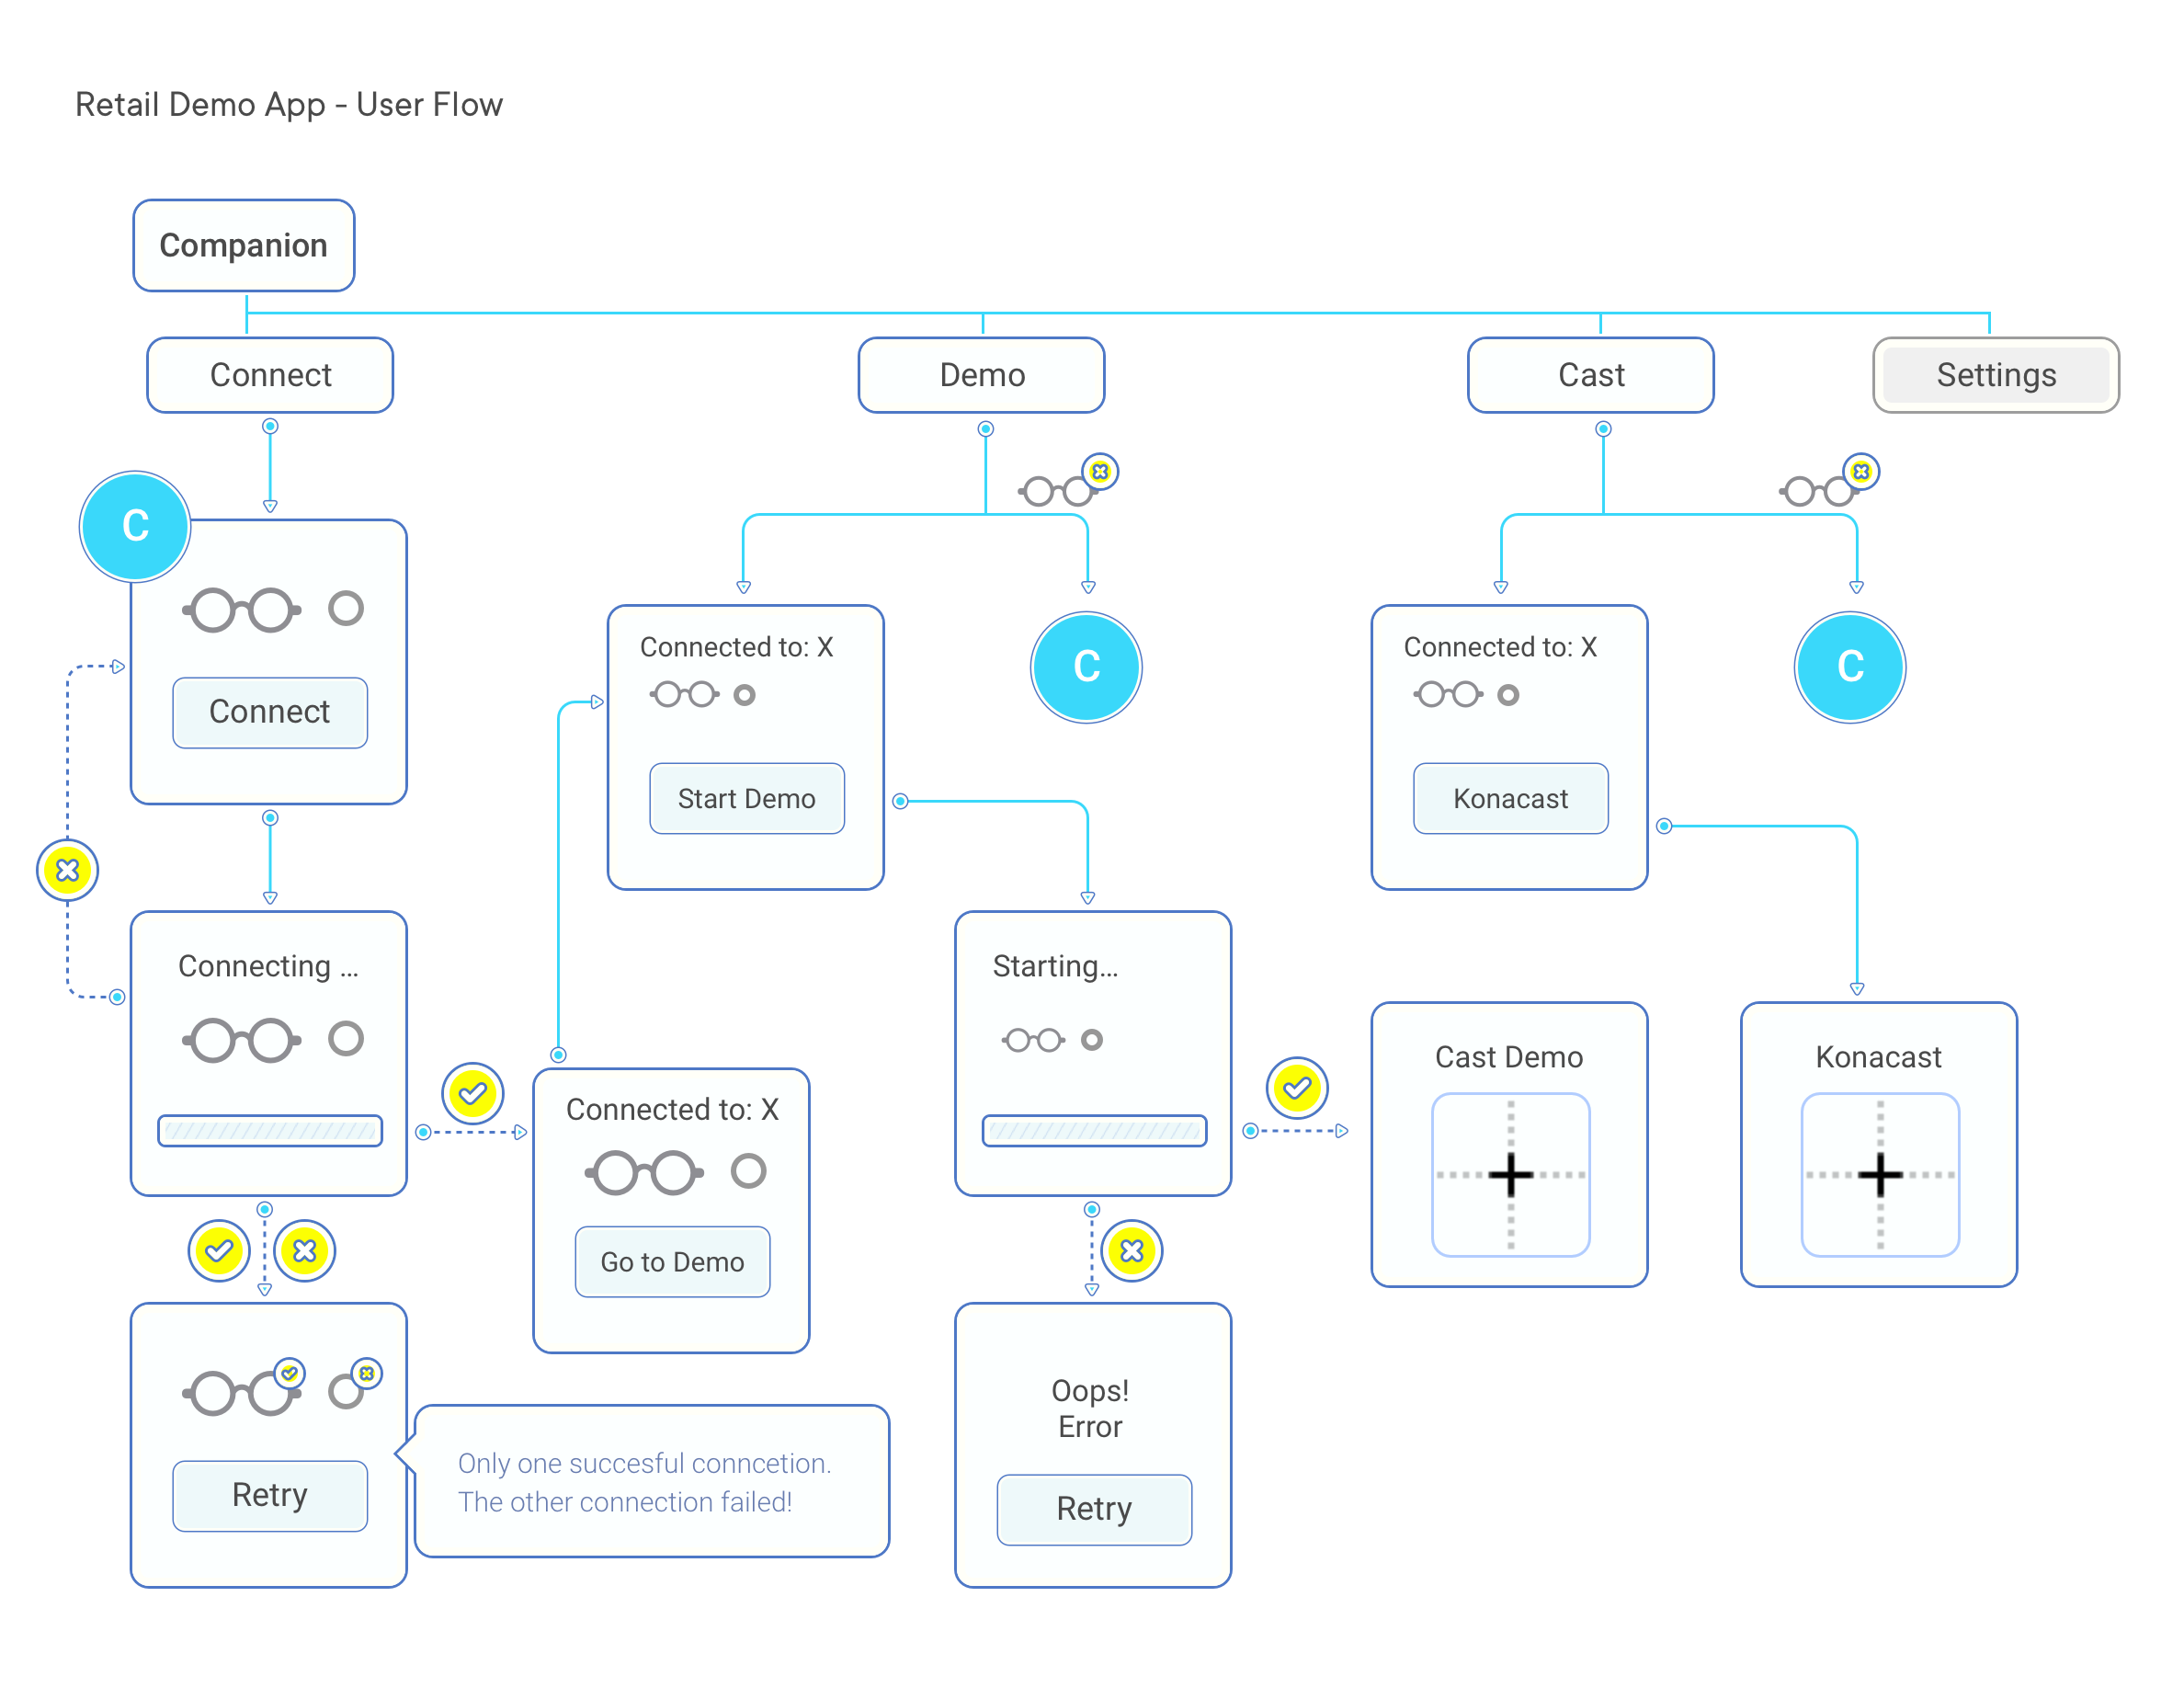 Retail Demo App - User Flow
Companion
Connect
Demo
Cast
Settings
C
Connect
Connected to: X
Start Demo
C
Connected to: X
Konacast
C
Connecting ...
Starting...
Connected to: X
Go to Demo
Cast Demo
Konacast
Retry
Only one succesful conncetion.
The other connection failed!
Oops!
Error
Retry